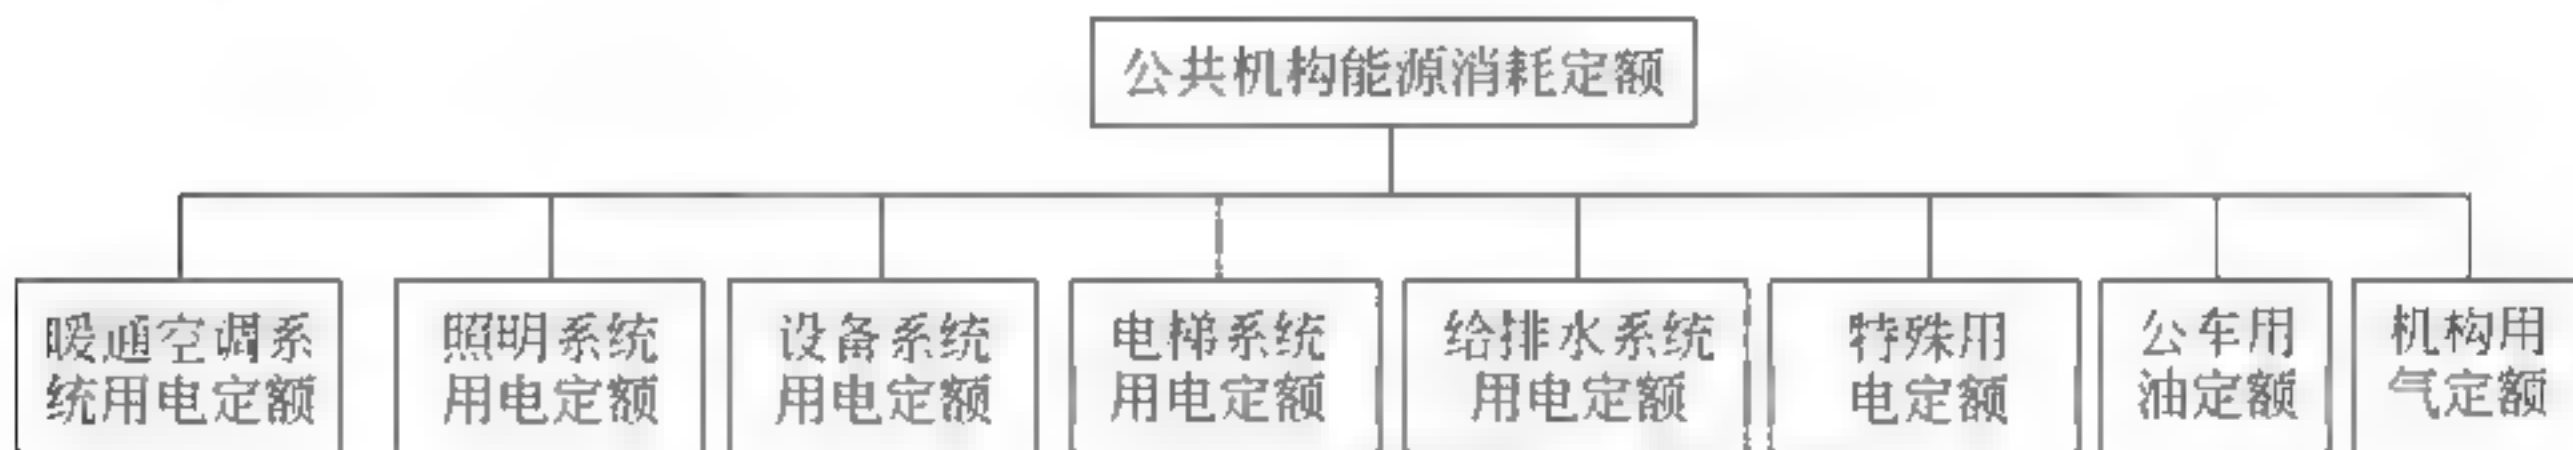 公共机构能源消耗定额
暖通空调系
统用电定额
照明系统
用电定额
设备系统
用电定额
电梯系统
用电定额
给排水系统
用电定额
特殊用
电定额
公车用
油定额
机构用
气定额